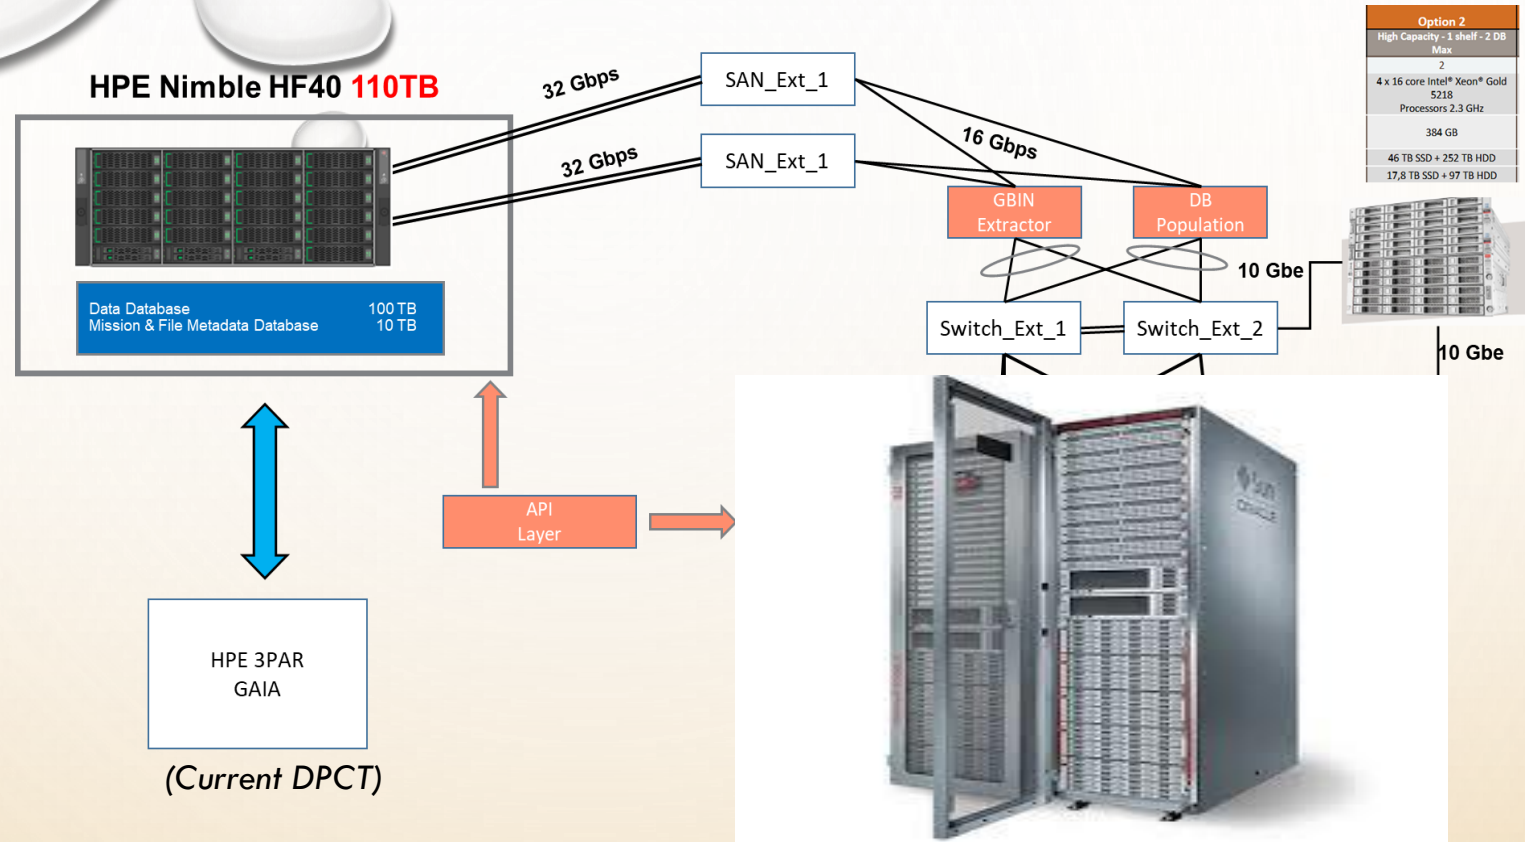 HPE Nimble HF40 110TB
32 Gbps
SAN_Ext_1
32 Gbps
SAN_Ext_1
16 Gbps
Option 2
High Capacity - 1 shelf - 2 DB
Max
2
4 x 16 core Intel® Xeon® Gold
5218
Processors 2.3 GHz
384 GB
46 TB SSD + 252 TB HDD
17,8 TB SSD + 97 TB HDD
GBIN
Extractor
DB
Population
10 Gbe
Data Database 100 TB
Mission & File Metadata Database 10 TB
Switch_Ext_1
Switch_Ext_2
10 Gbe
API
Layer
HPE 3PAR
GAIA
(Current DPCT)
Sun
ORACLE